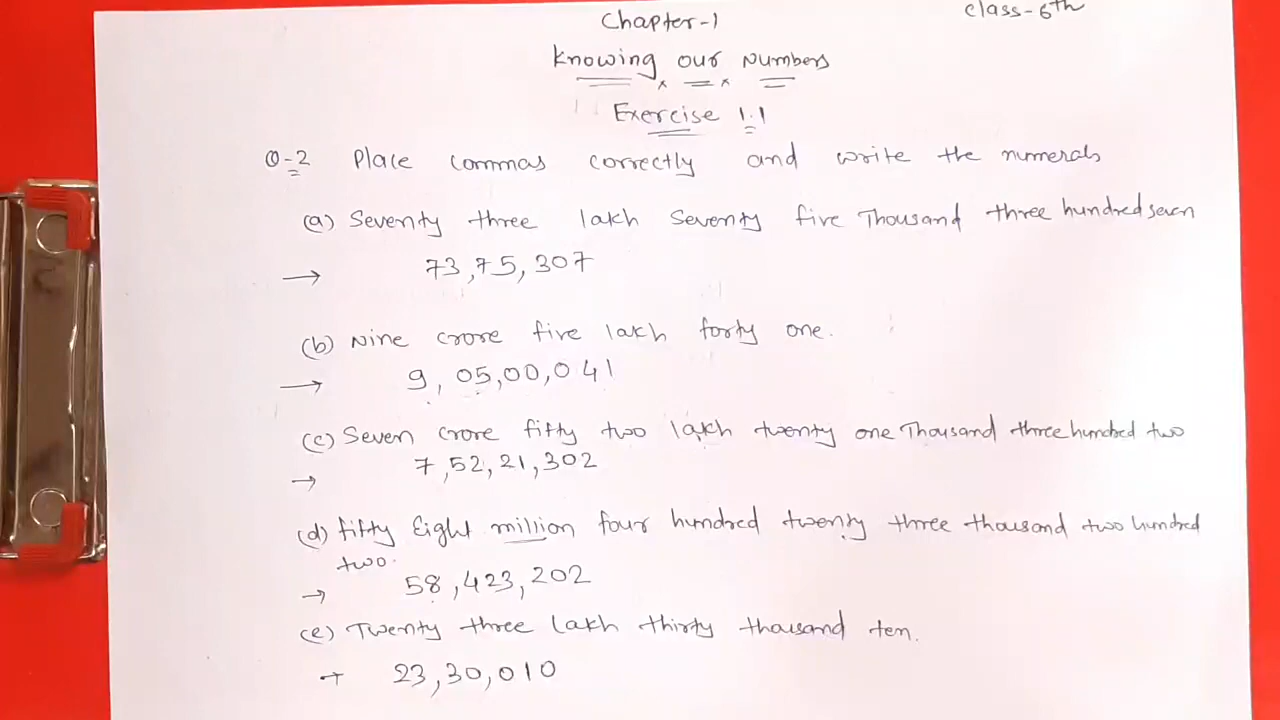 Chapter-1
class-6th
Knowing our Numbers
Exercise 1.1
Q-2 Place commas correctly and write the numerals
(a) Seventy three lakh seventy five Thousand three hundred seven
→ 73,75,307
(b) Nine crore five lakh forty one.
→ 9,05,00,041
(c) Seven crore fifty two lakh twenty one Thousand three hundred two
→ 7,52,21,302
(d) fifty Eight million four hundred twenty three thousand two hundred
two.
→ 58,423,202
(e) Twenty three Lakh thirty thousand ten.
→ 23,30,010